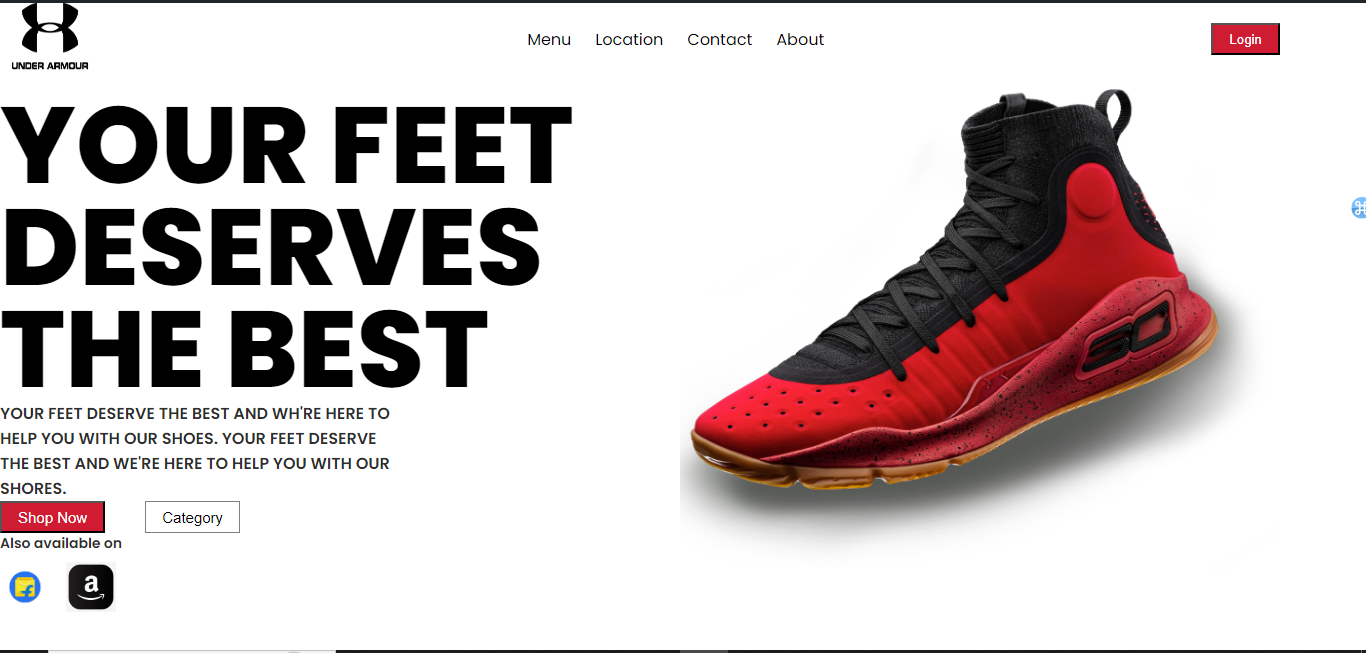 UNDER ARMOUR
Menu Location Contact About
Login
YOUR FEET
DESERVES
THE BEST
YOUR FEET DESERVE THE BEST AND WH'RE HERE TO
HELP YOU WITH OUR SHOES. YOUR FEET DESERVE
THE BEST AND WE'RE HERE TO HELP YOU WITH OUR
SHORES.
Shop Now
Category
Also available on
f
a
30